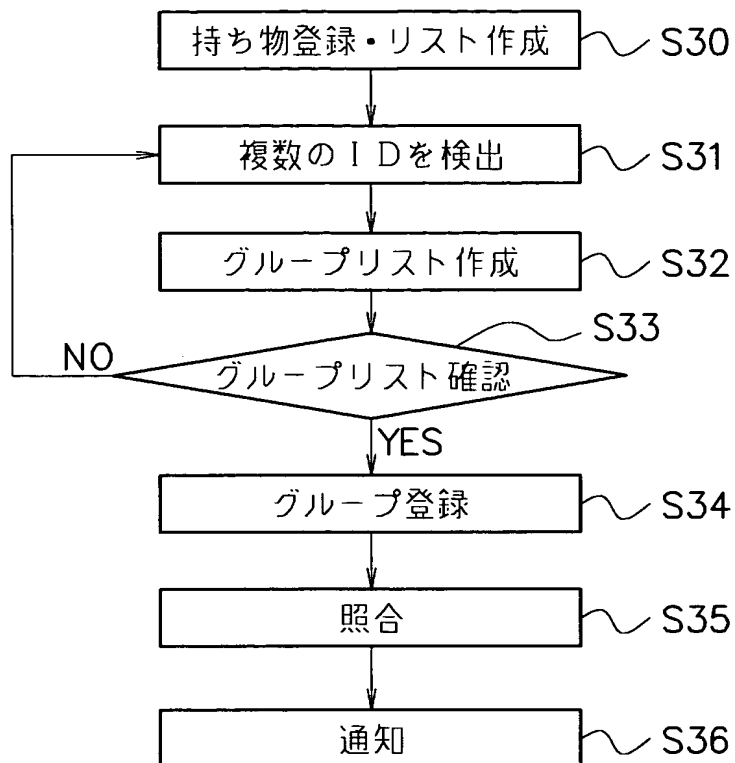 持ち物登録・リスト作成 S30
複数のIDを検出 S31
グループリスト作成 S32
S33
NO グループリスト確認
YES
グループ登録 S34
照合 S35
通知 S36